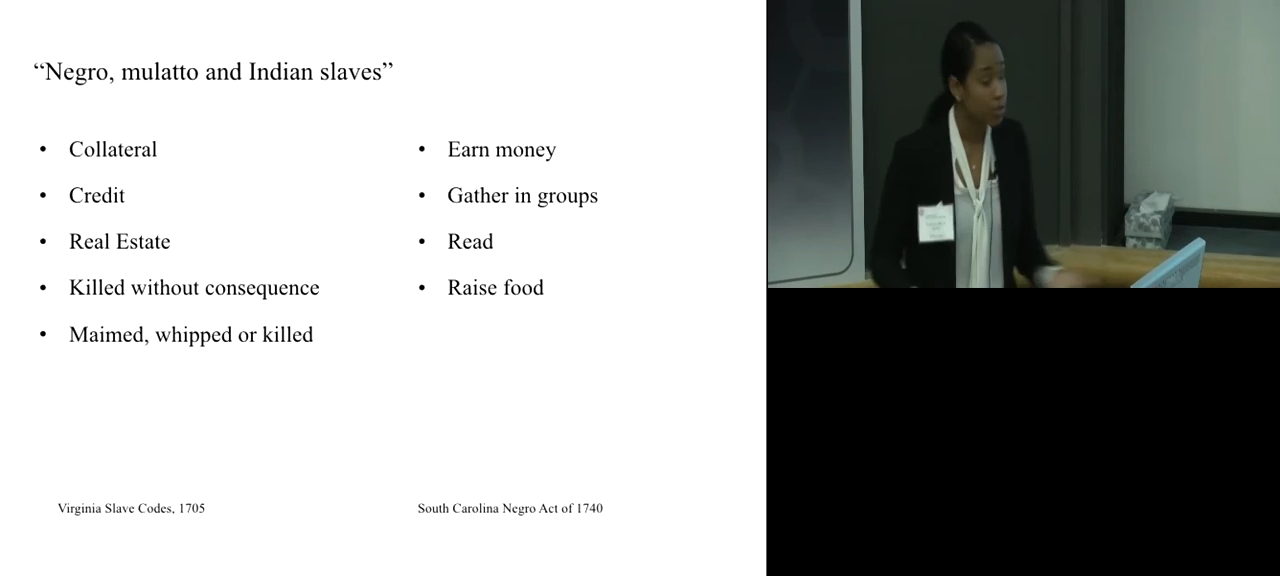 “Negro, mulatto and Indian slaves”
• Collateral
• Credit
• Real Estate
• Killed without consequence
• Maimed, whipped or killed
• Earn money
• Gather in groups
• Read
• Raise food
Virginia Slave Codes, 1705
South Carolina Negro Act of 1740